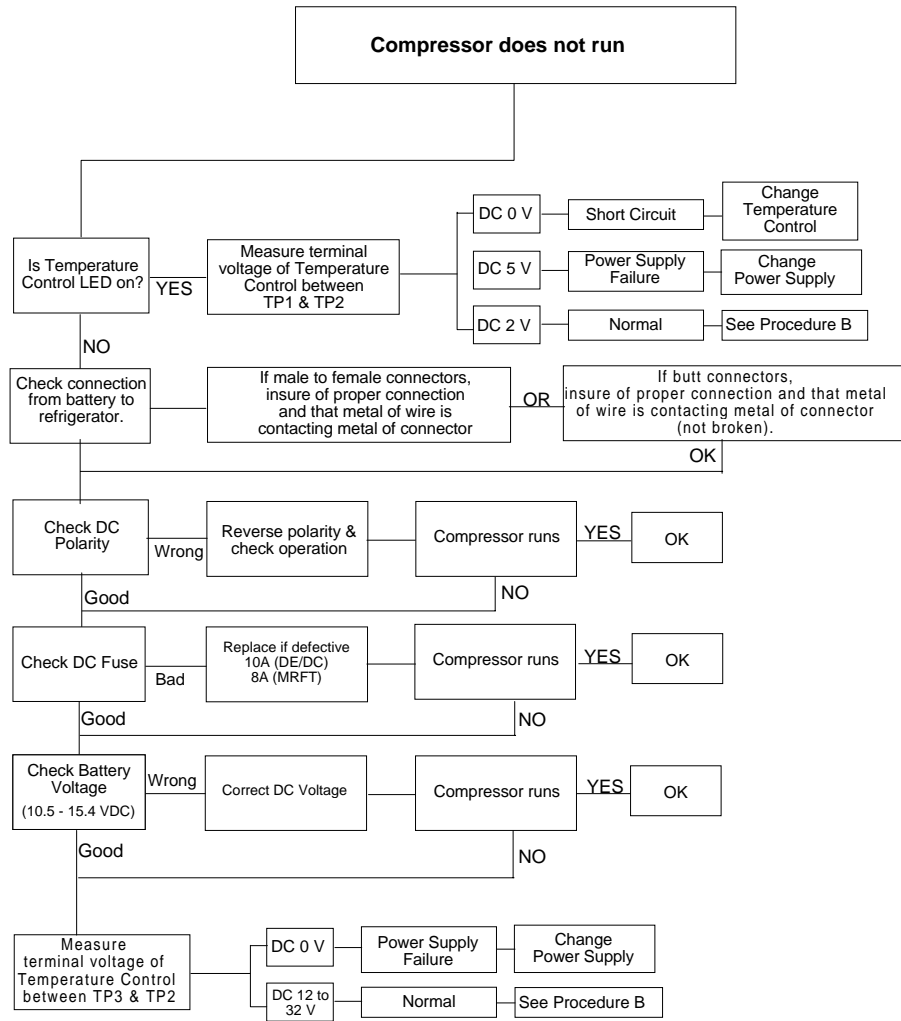 Compressor does not run
DC 0 V
Short Circuit
Change
Temperature
Control
Is Temperature
Control LED on?
YES
Measure terminal
voltage of Temperature
Control between
TP1 & TP2
DC 5 V
Power Supply
Failure
Change
Power Supply
DC 2 V
Normal
See Procedure B
NO
Check connection
from battery to
refrigerator.
If male to female connectors,
insure of proper connection
and that metal of wire is
contacting metal of connector
OR
If butt connectors,
insure of proper connection and that metal
of wire is contacting metal of connector
(not broken).
OK
Check DC
Polarity
Wrong
Reverse polarity &
check operation
Compressor runs
YES
OK
Good
NO
Check DC Fuse
Bad
Replace if defective
10A (DE/DC)
8A (MRFT)
Compressor runs
YES
OK
Good
NO
Check Battery
Voltage
(10.5 - 15.4 VDC)
Wrong
Correct DC Voltage
Compressor runs
YES
OK
Good
NO
Measure
terminal voltage of
Temperature Control
between TP3 & TP2
DC 0 V
Power Supply
Failure
Change
Power Supply
DC 12 to
32 V
Normal
See Procedure B